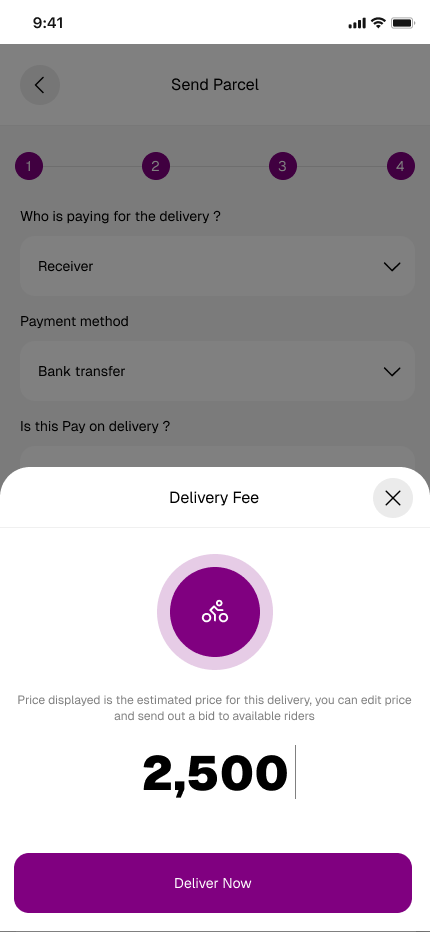 9:41
Send Parcel
1 2 3 4
Who is paying for the delivery ?
Receiver
Payment method
Bank transfer
Is this Pay on delivery ?
Delivery Fee
Price displayed is the estimated price for this delivery, you can edit price
and send out a bid to available riders
2,500
Deliver Now